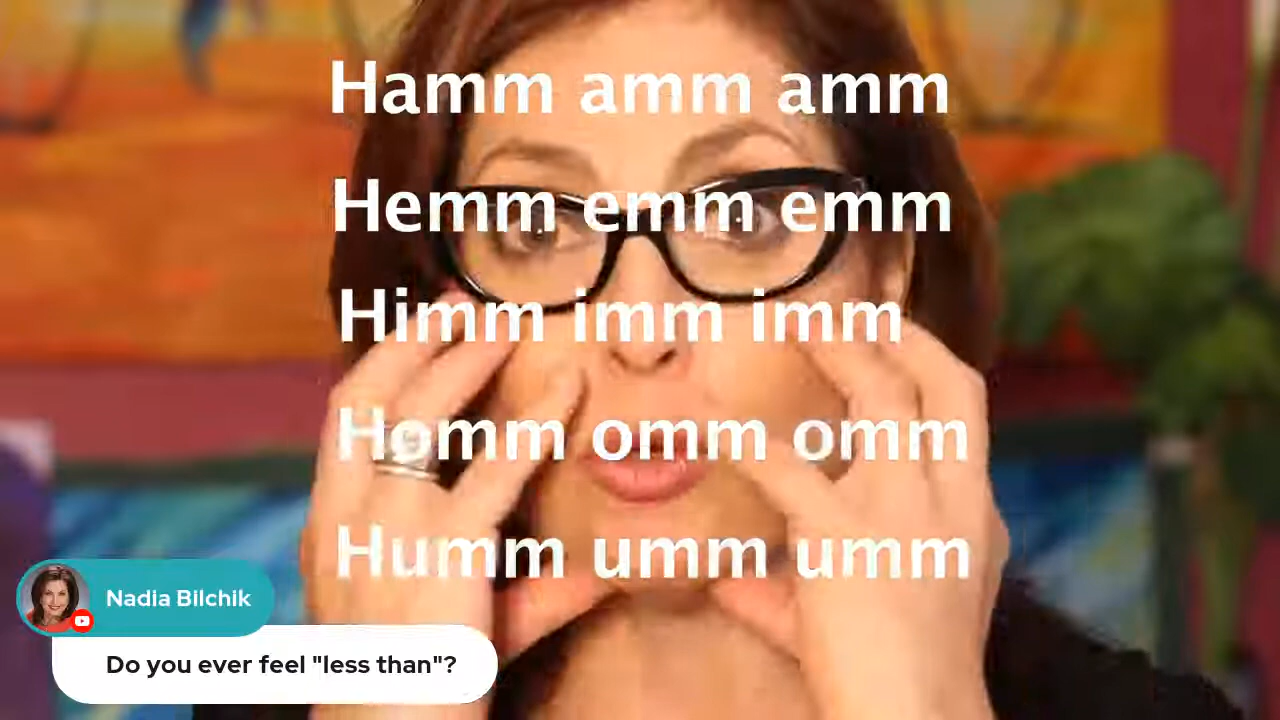 Hamm amm amm
Hemm emm emm
Himm imm imm
Homm omm omm
Humm umm umm
Nadia Bilchik
Do you ever feel "less than"?